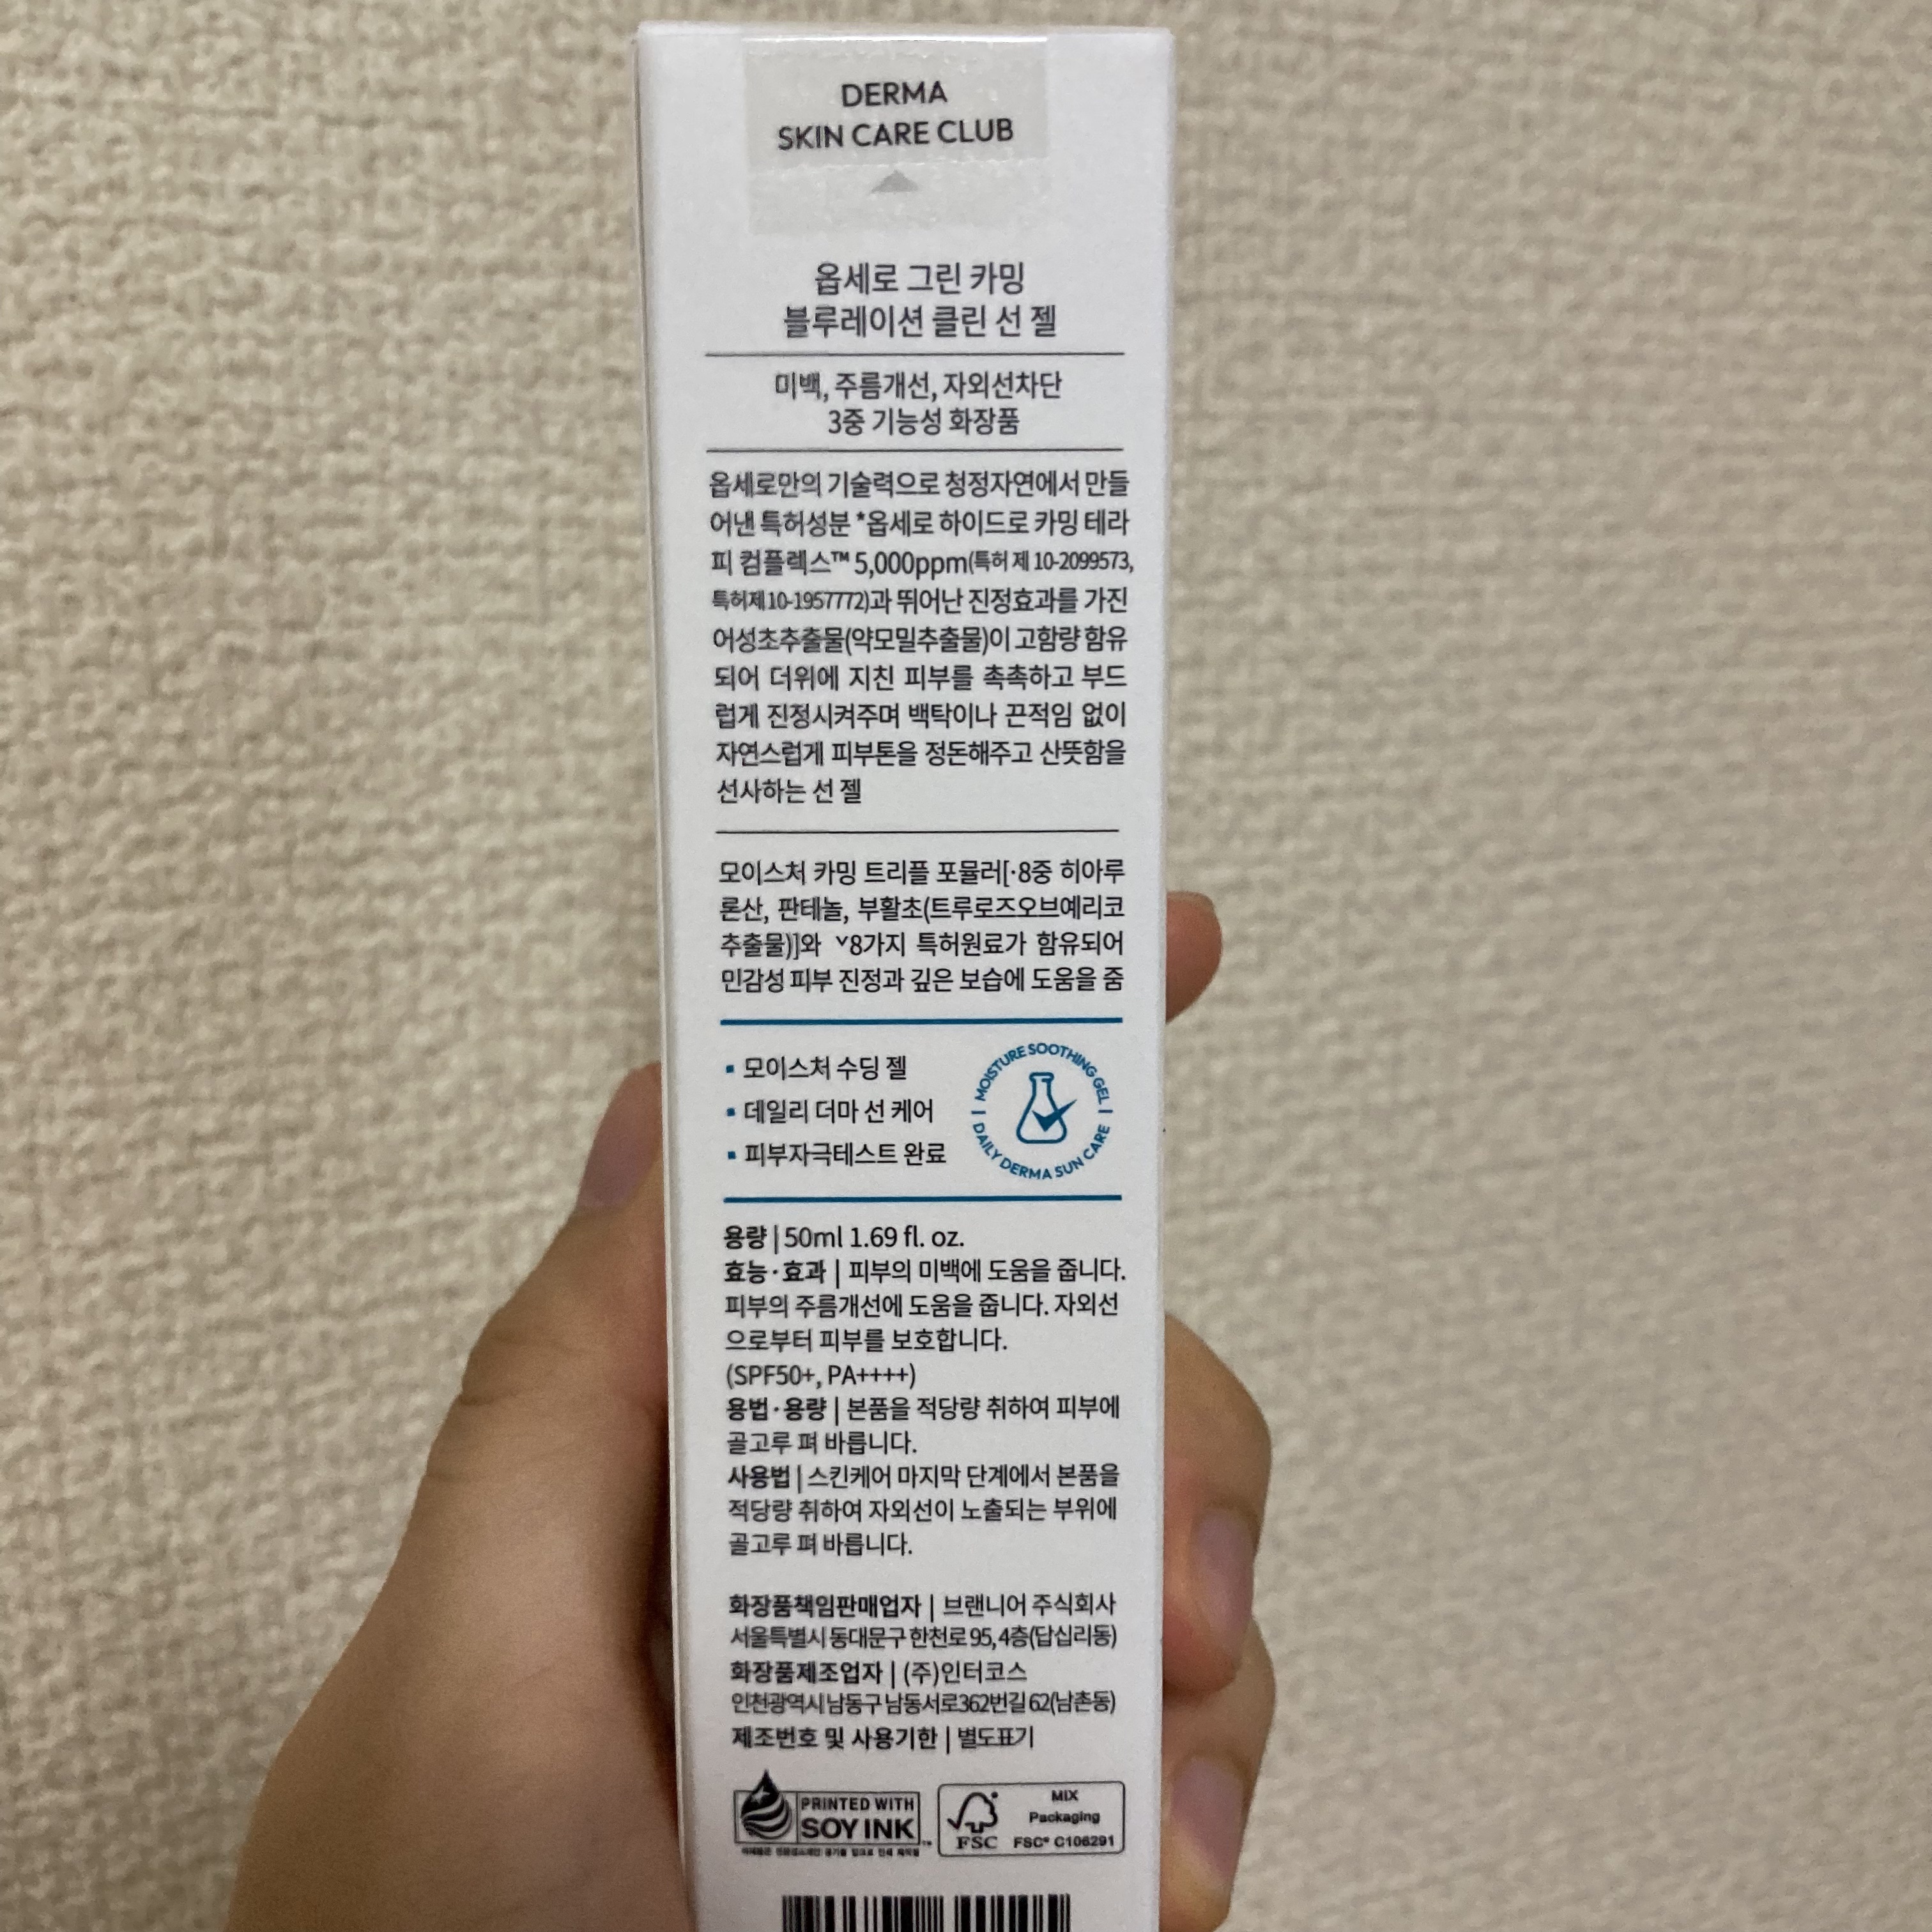 DERMA
SKIN CARE CLUB
옵세로 그린 카밍
블루레이션 클린 선 젤
미백, 주름개선, 자외선차단
3중 기능성 화장품
옵세로만의 기술력으로 청정자연에서 만들
어낸 특허성분 *옵세로 하이드로 카밍 테라
피 컴플렉스™ 5,000ppm(특허 제 10-2099573,
특허제10-1957772)과 뛰어난 진정효과를 가진
어성초추출물(약모밀추출물)이 고함량 함유
되어 더위에 지친 피부를 촉촉하고 부드
럽게 진정시켜주며 백탁이나 끈적임 없이
자연스럽게 피부톤을 정돈해주고 산뜻함을
선사하는 선 젤
모이스처 카밍 트리플 포뮬러[·8중 히아루
론산, 판테놀, 부활초(트루로즈오브예리코
추출물)]와 ˅8가지 특허원료가 함유되어
민감성 피부 진정과 깊은 보습에 도움을 줌
▪ 모이스처 수딩 젤
▪ 데일리 더마 선 케어
▪ 피부자극테스트 완료
MOISTURE SOOTHING GEL
DAILY DERMA SUN CARE
용량 | 50ml 1.69 fl. oz.
효능·효과 | 피부의 미백에 도움을 줍니다.
피부의 주름개선에 도움을 줍니다. 자외선
으로부터 피부를 보호합니다.
(SPF50+, PA++++)
용법·용량 | 본품을 적당량 취하여 피부에
골고루 펴 바릅니다.
사용법 | 스킨케어 마지막 단계에서 본품을
적당량 취하여 자외선이 노출되는 부위에
골고루 펴 바릅니다.
화장품책임판매업자 | 브랜니어 주식회사
서울특별시 동대문구 한천로 95, 4층(답십리동)
화장품제조업자 | (주)인터코스
인천광역시 남동구 남동서로362번길 62(남촌동)
제조번호 및 사용기한 | 별도표기
PRINTED WITH
SOY INK™
FSC
MIX
Packaging
FSC® C106291